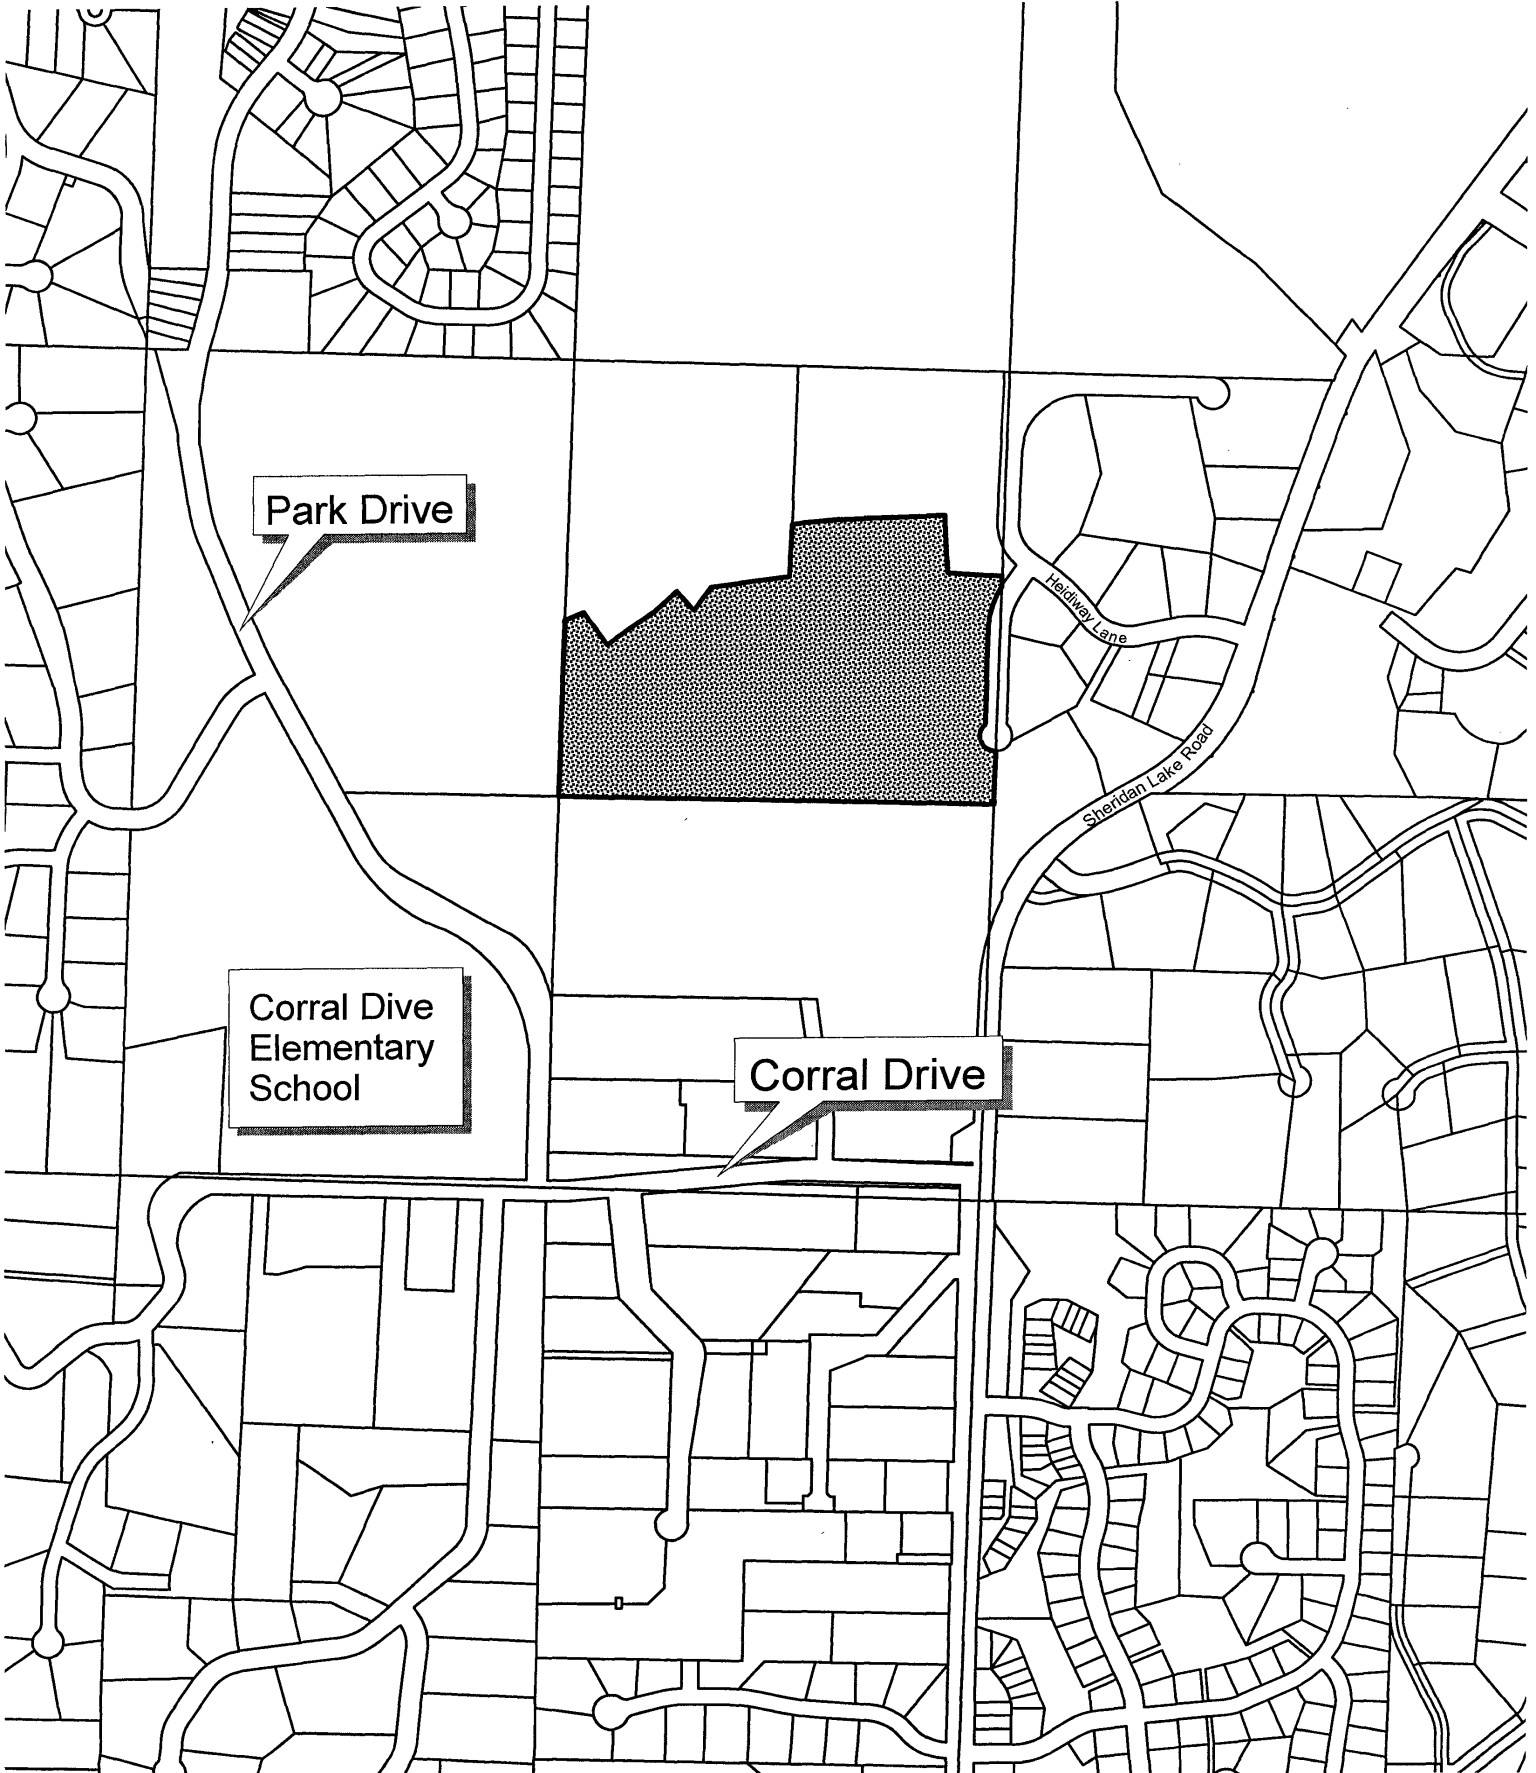 Park Drive
Heidiway Lane
Sheridan Lake Road
Corral Dive
Elementary
School
Corral Drive